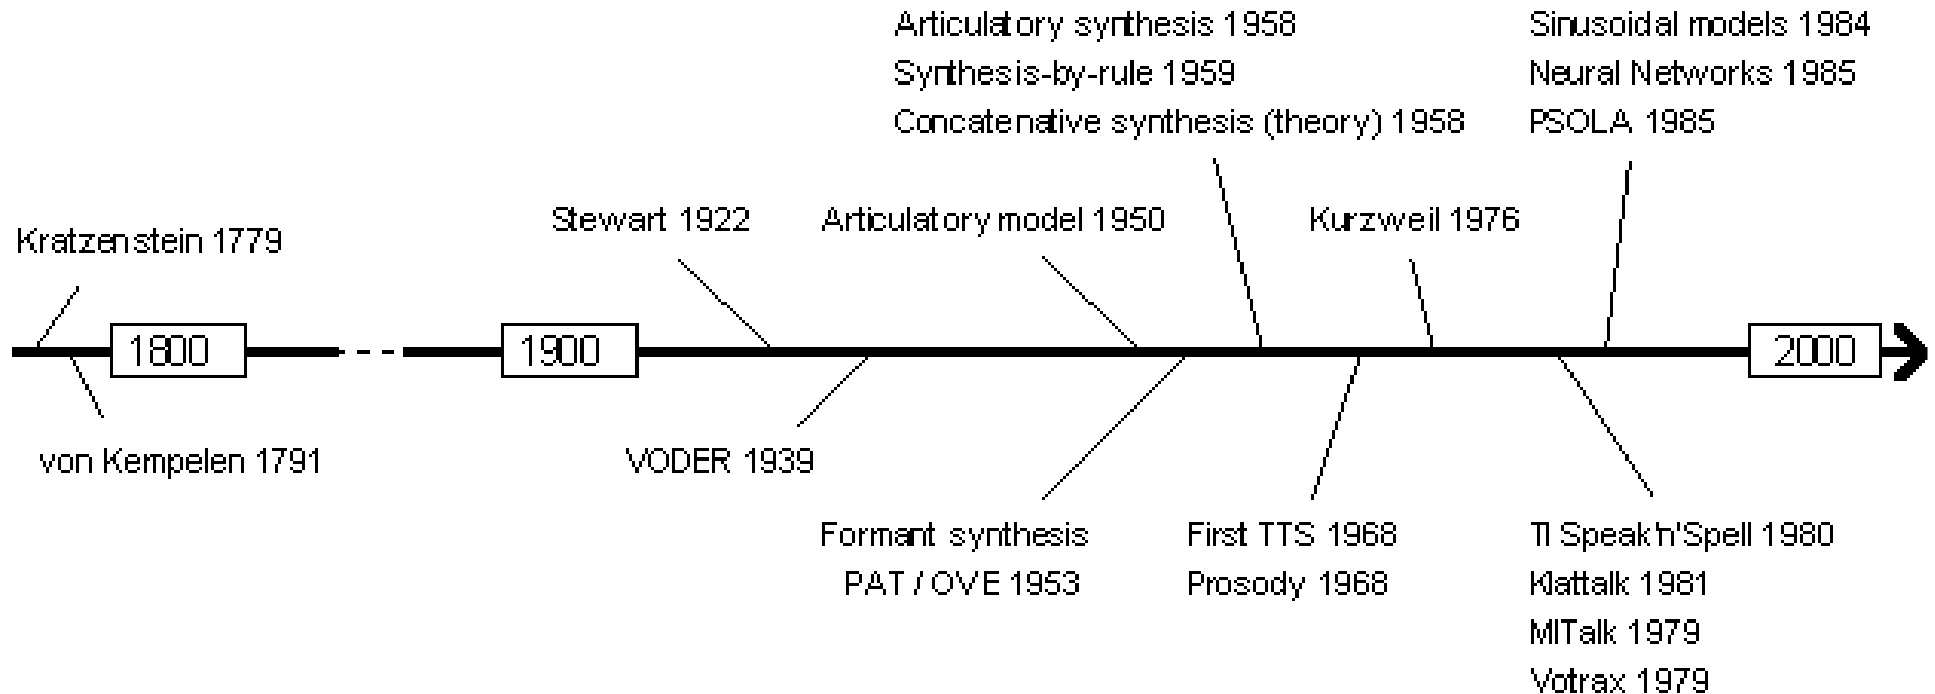 Articulatory synthesis 1958
Synthesis-by-rule 1959
Concatenative synthesis (theory) 1958
Sinusoidal models 1984
Neural Networks 1985
PSOLA 1985
Kratzenstein 1779
Stewart 1922
Articulatory model 1950
Kurzweil 1976
1800
1900
2000
von Kempelen 1791
VODER 1939
Formant synthesis
PAT / OVE 1953
First TTS 1968
Prosody 1968
TI Speak'n'Spell 1980
Klattalk 1981
MITalk 1979
Votrax 1979